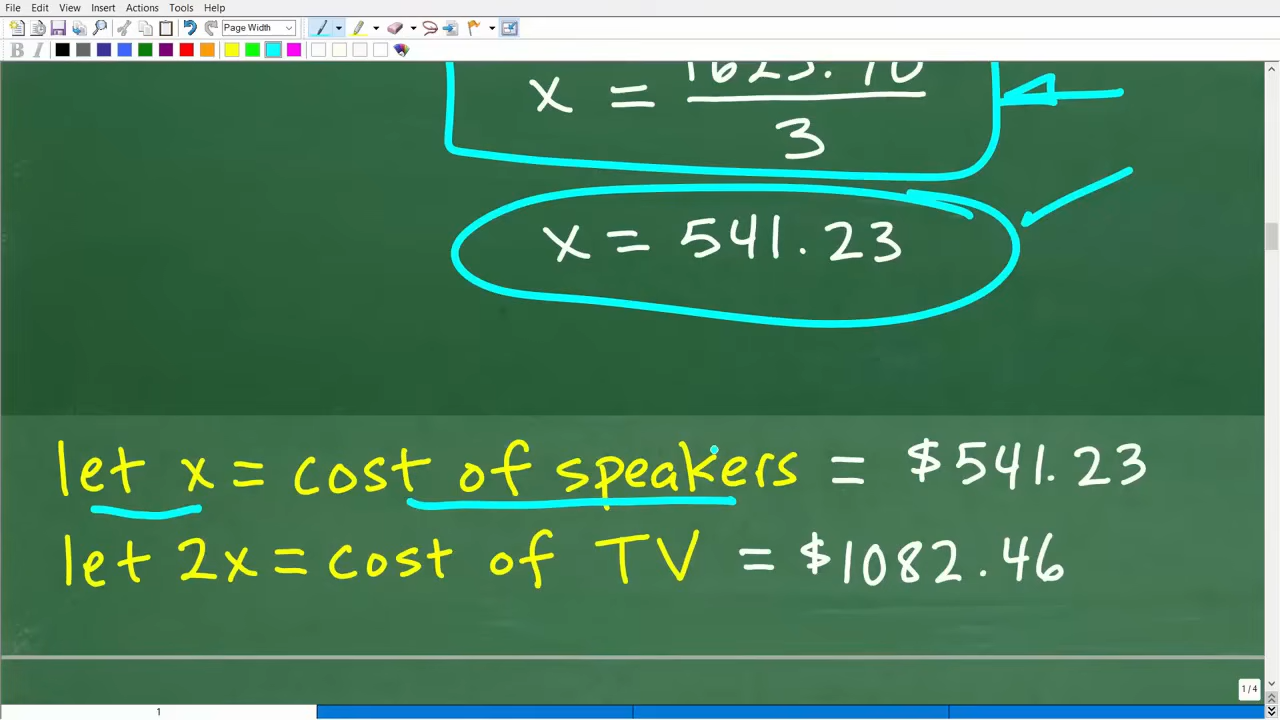 File Edit View Insert Actions Tools Help
Page Width
B I
x =
3
x = 541.23
let x = cost of speakers = $541.23
let 2x = cost of TV = $1082.46
1/4
1